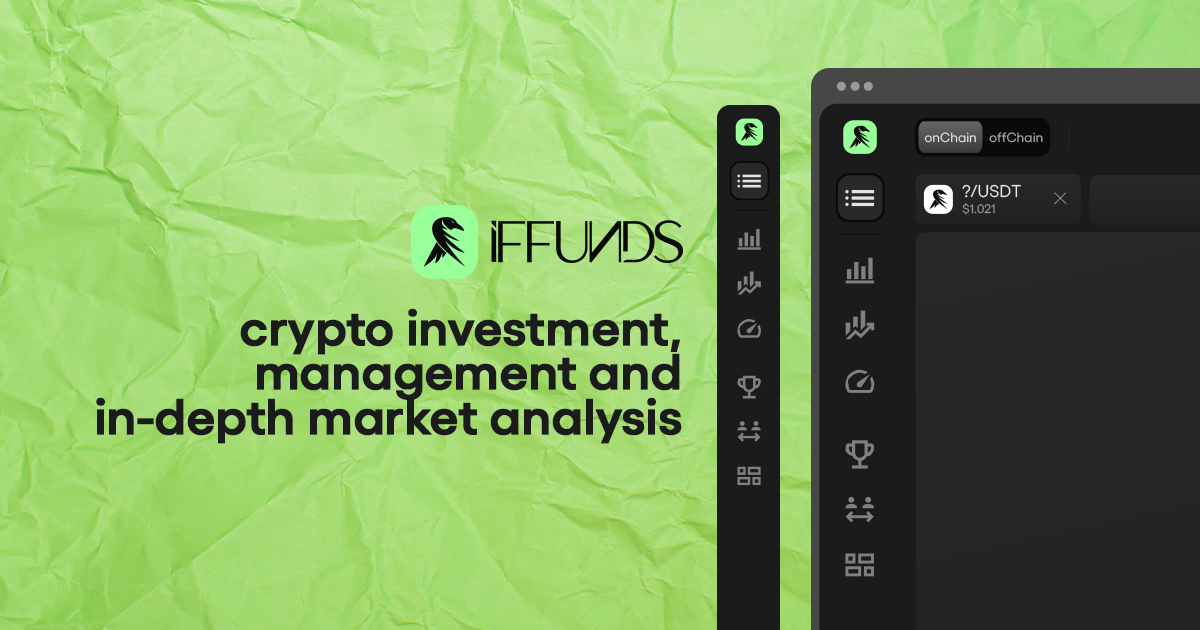 iFFUNDS
crypto investment,
management and
in-depth market analysis
onChain offChain
?/USDT
$1.021